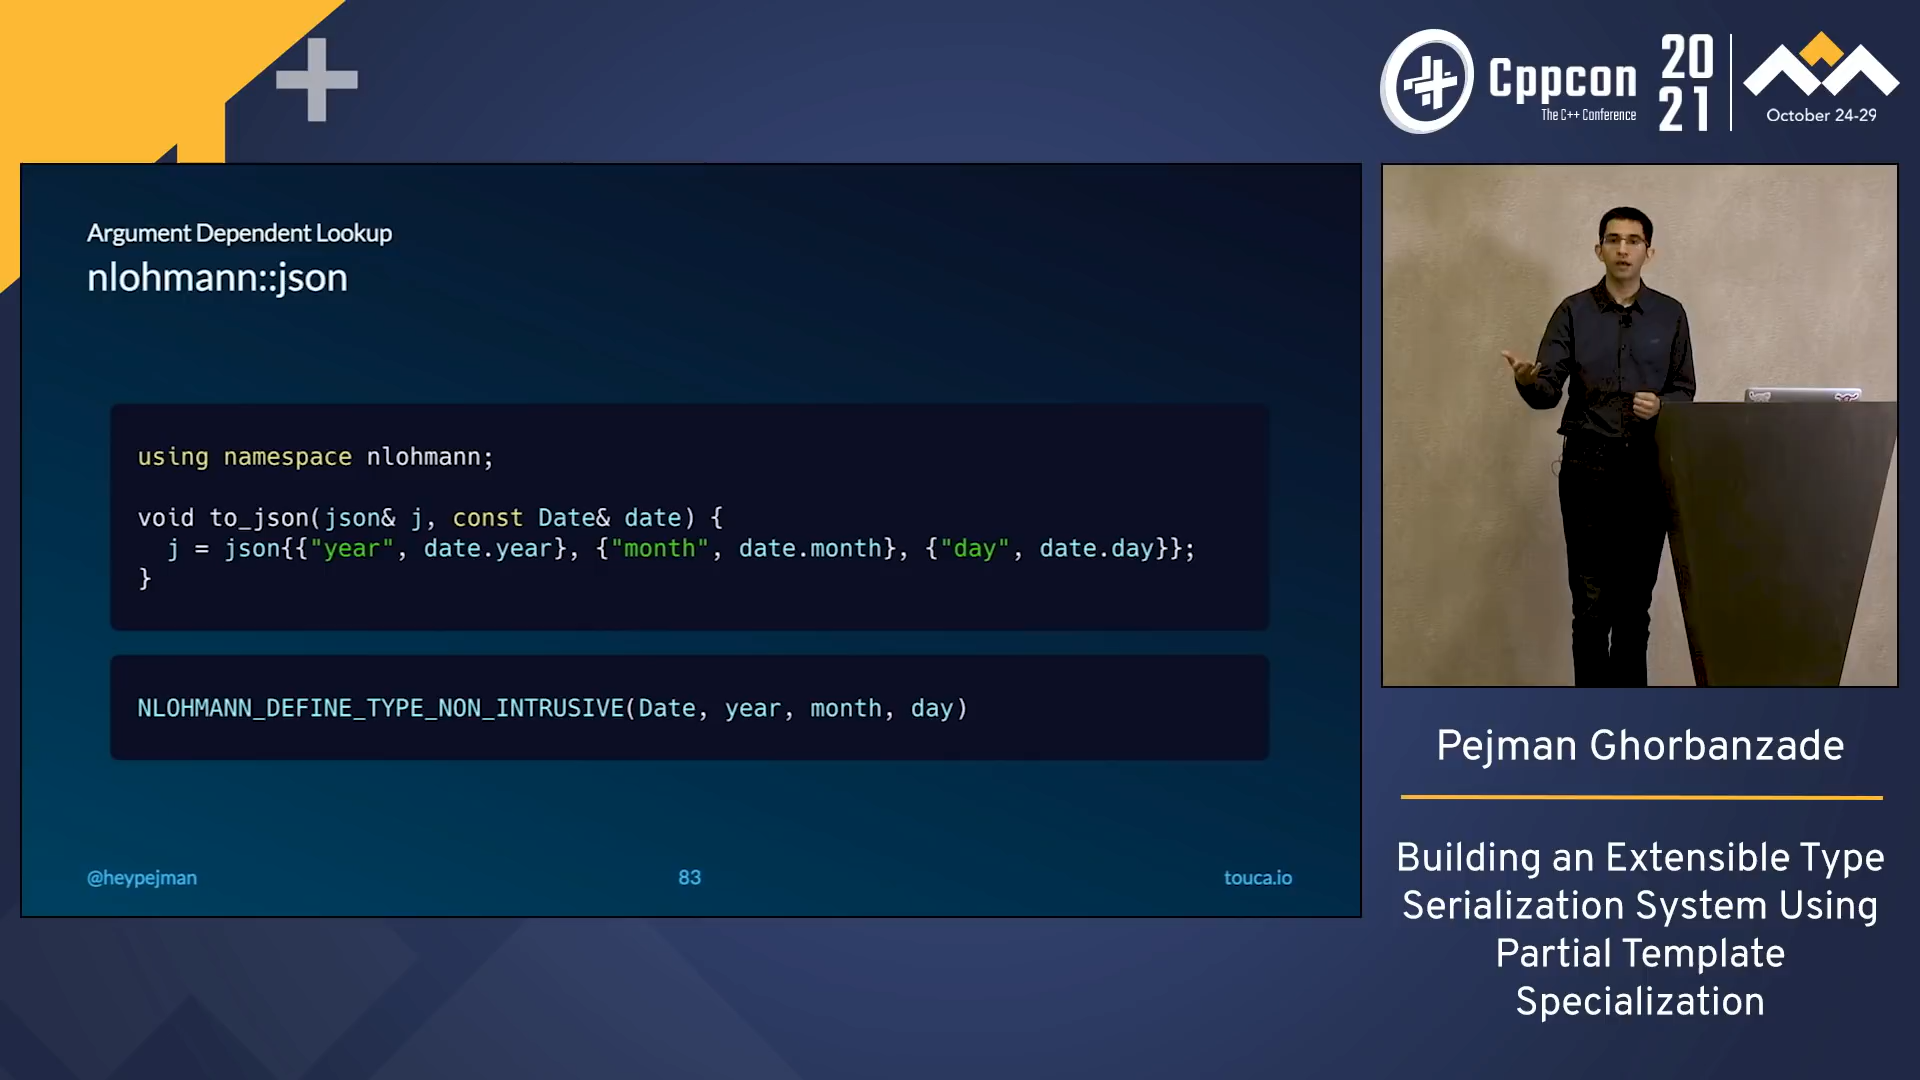 Cppcon
The C++ Conference
20
21
October 24-29
Argument Dependent Lookup
nlohmann::json
using namespace nlohmann;
void to_json(json& j, const Date& date) {
  j = json{{"year", date.year}, {"month", date.month}, {"day", date.day}};
}
NLOHMANN_DEFINE_TYPE_NON_INTRUSIVE(Date, year, month, day)
@heypejman
83
touca.io
Pejman Ghorbanzade
Building an Extensible Type
Serialization System Using
Partial Template
Specialization